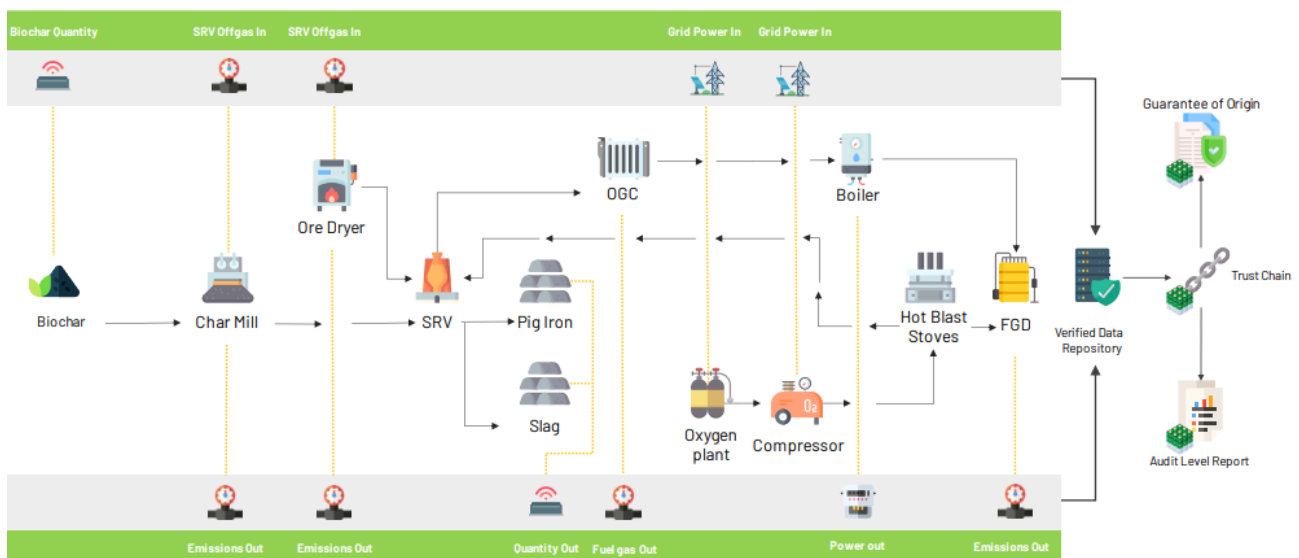 Biochar Quantity
SRV Offgas In
SRV Offgas In
Grid Power In
Grid Power In
Guarantee of Origin
OGC
Boiler
Ore Dryer
Trust Chain
Biochar
Char Mill
SRV
Pig Iron
Hot Blast
Stoves
FGD
Verified Data
Repository
O2
Slag
Oxygen
plant
Compressor
Audit Level Report
Emissions Out
Emissions Out
Quantity Out
Fuel gas Out
Power out
Emissions Out